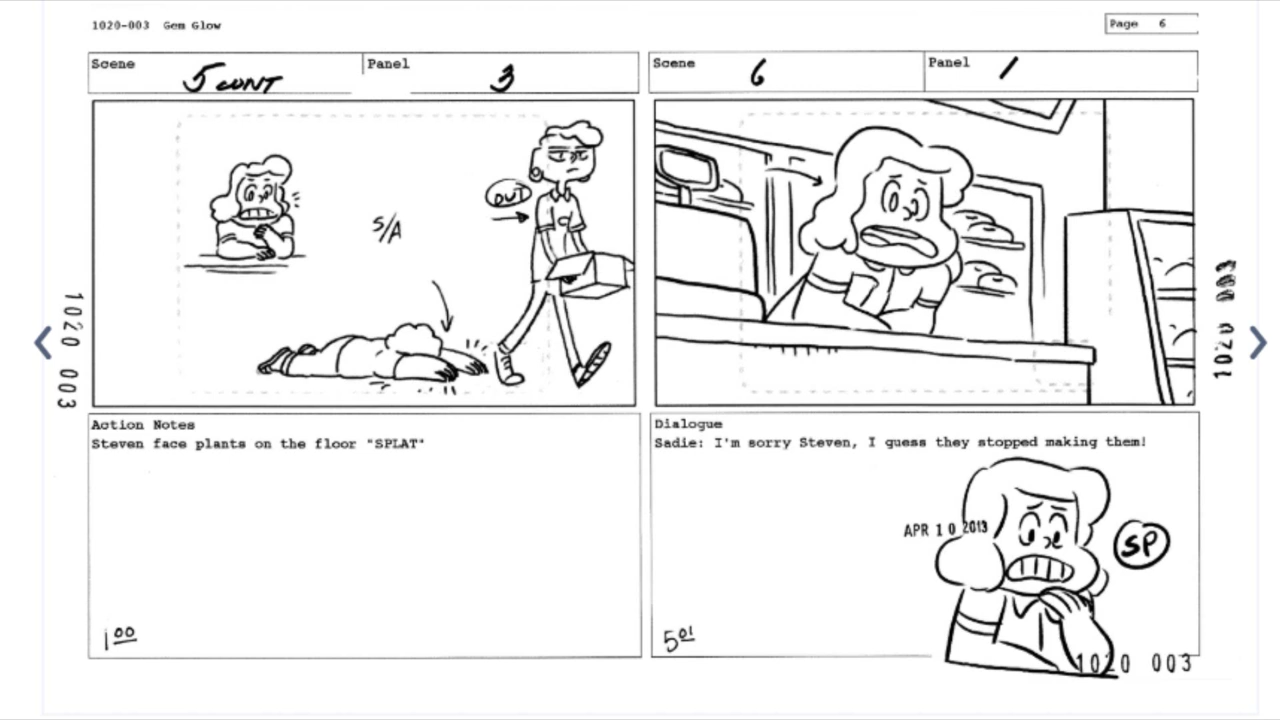 1020-003 Gem Glow
Page 6
Scene 5 CONT Panel 3
Scene 6 Panel 1
OUT
S/A
Action Notes
Steven face plants on the floor "SPLAT"
1 00
Dialogue
Sadie: I'm sorry Steven, I guess they stopped making them!
APR 10 2013
SP
5 01
1020 003
1020 003
1020 003